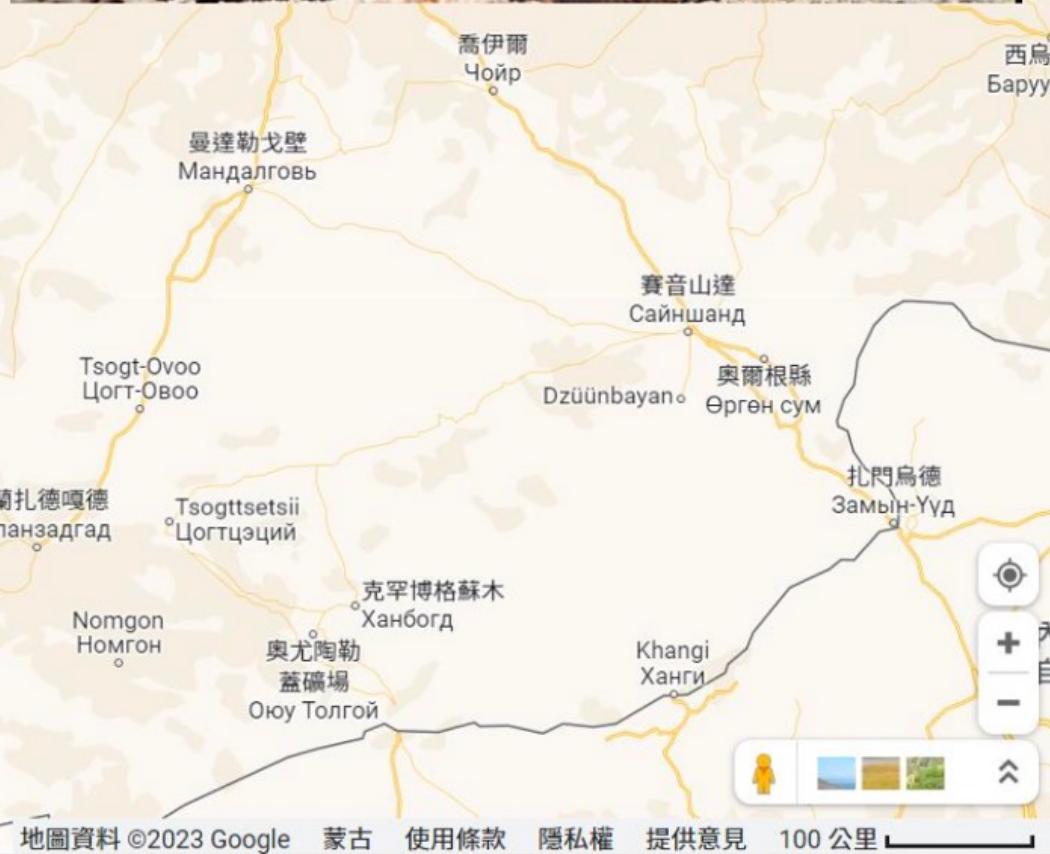 喬伊爾
Чойр
西烏
Баруу
曼達勒戈壁
Мандалговь
賽音山達
Сайншанд
Tsogt-Ovoo
Цогт-Овоо
Dzüünbayan
奧爾根縣
Өргөн сум
扎門烏德
Замын-Үүд
蘭扎德嘎德
ланзадгад
Tsogttsetsii
Цогтцэций
克罕博格蘇木
Ханбогд
Nomgon
Номгон
奧尤陶勒
蓋礦場
Оюу Толгой
Khangi
Ханги
地圖資料 ©2023 Google 蒙古 使用條款 隱私權 提供意見 100 公里